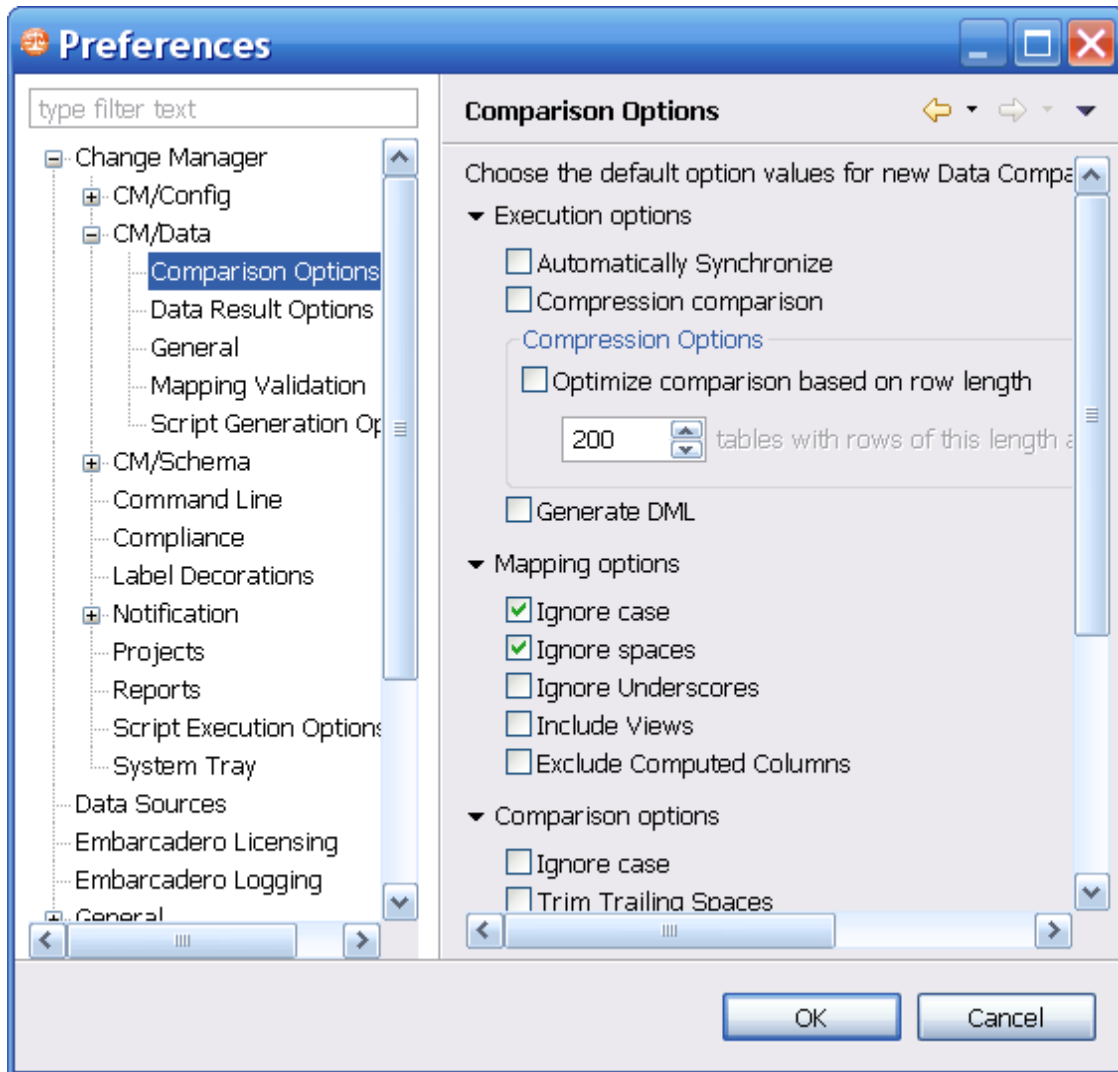 Preferences
type filter text
Change Manager
CM/Config
CM/Data
Comparison Options
Data Result Options
General
Mapping Validation
Script Generation Op
CM/Schema
Command Line
Compliance
Label Decorations
Notification
Projects
Reports
Script Execution Options
System Tray
Data Sources
Embarcadero Licensing
Embarcadero Logging
General
Comparison Options
Choose the default option values for new Data Compa
Execution options
Automatically Synchronize
Compression comparison
Compression Options
Optimize comparison based on row length
200 tables with rows of this length a
Generate DML
Mapping options
Ignore case
Ignore spaces
Ignore Underscores
Include Views
Exclude Computed Columns
Comparison options
Ignore case
Trim Trailing Spaces
OK Cancel